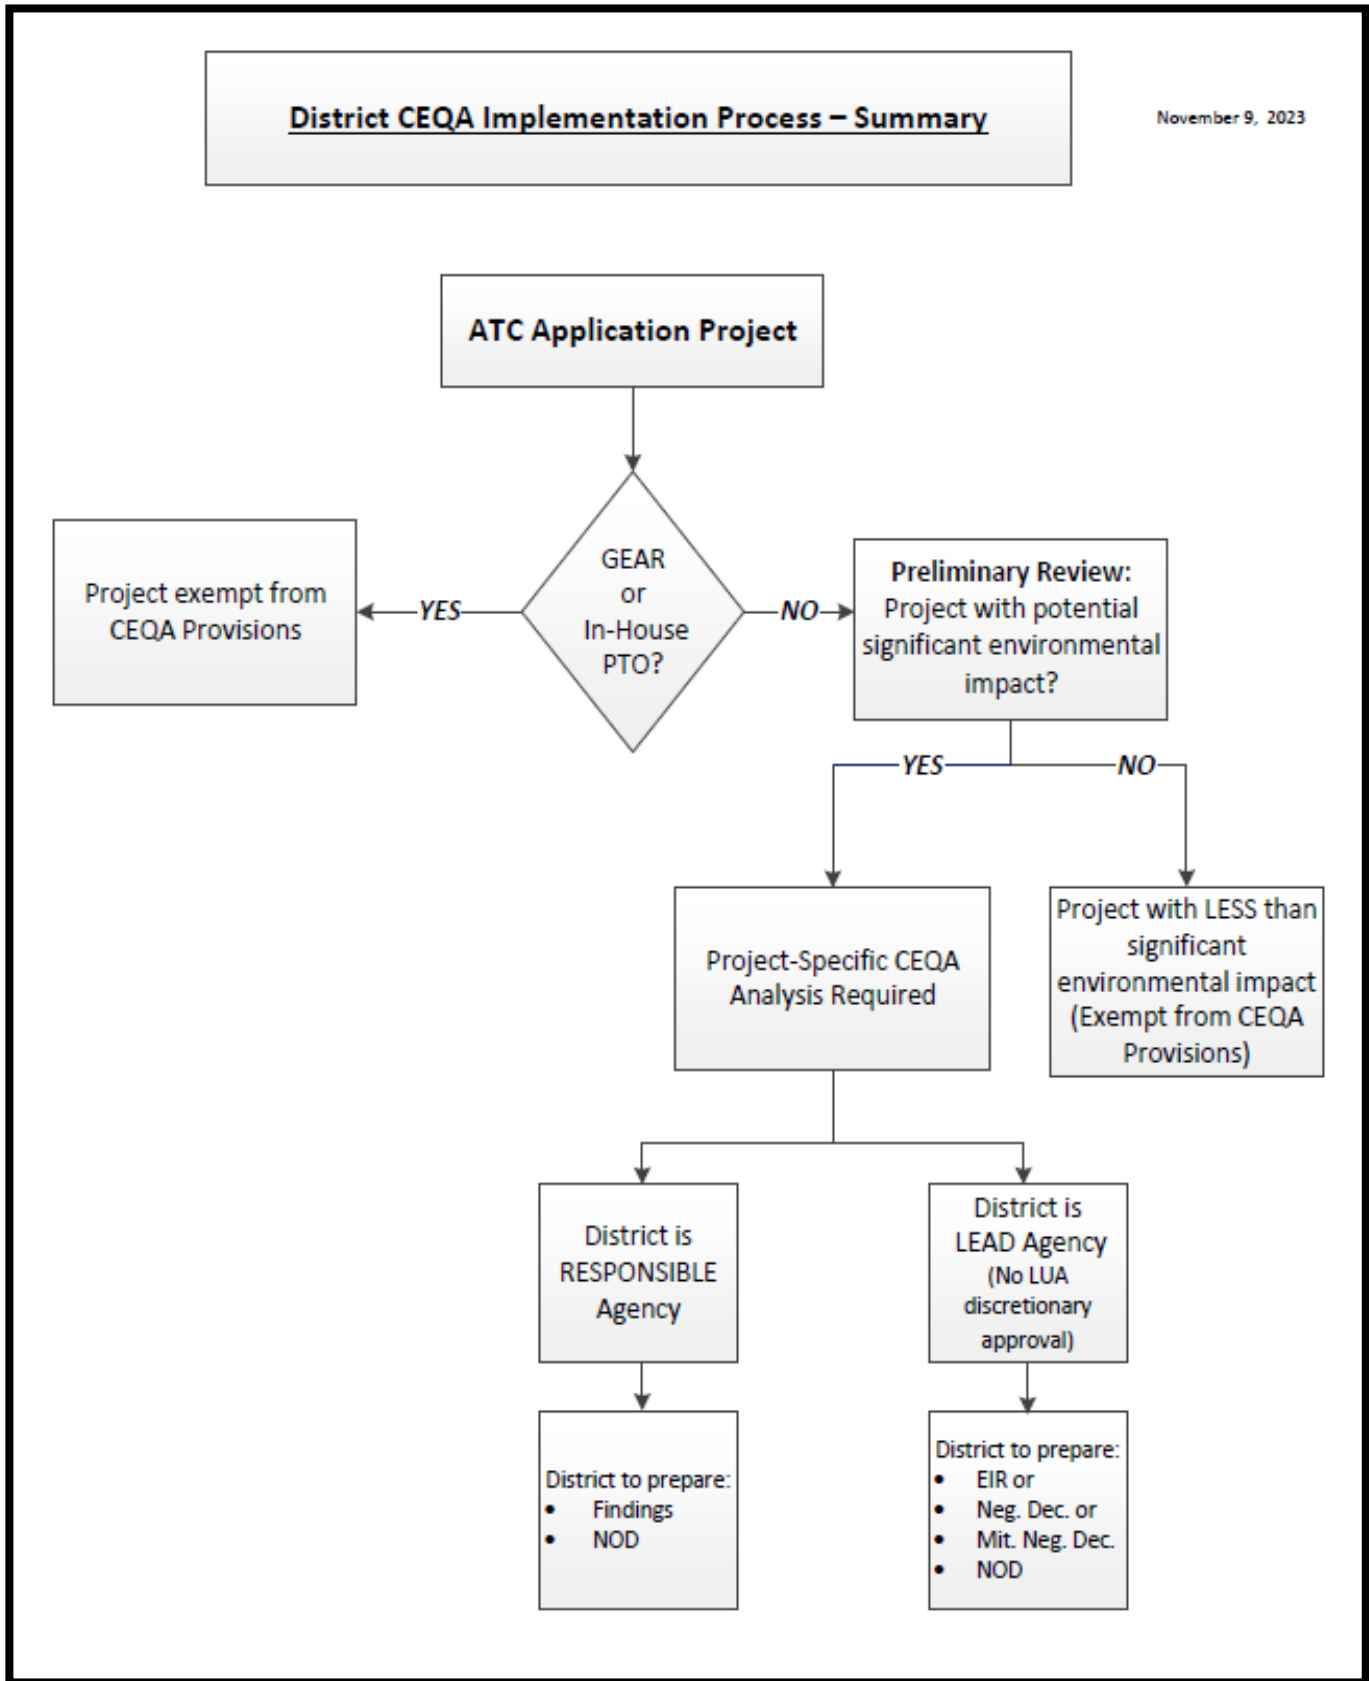 District CEQA Implementation Process – Summary
November 9, 2023
ATC Application Project
GEAR
or
In-House
PTO?
YES
NO
Project exempt from
CEQA Provisions
Preliminary Review:
Project with potential
significant environmental
impact?
YES
NO
Project-Specific CEQA
Analysis Required
Project with LESS than
significant
environmental impact
(Exempt from CEQA
Provisions)
District is
RESPONSIBLE
Agency
District is
LEAD Agency
(No LUA
discretionary
approval)
District to prepare:
• Findings
• NOD
District to prepare:
• EIR or
• Neg. Dec. or
• Mit. Neg. Dec.
• NOD